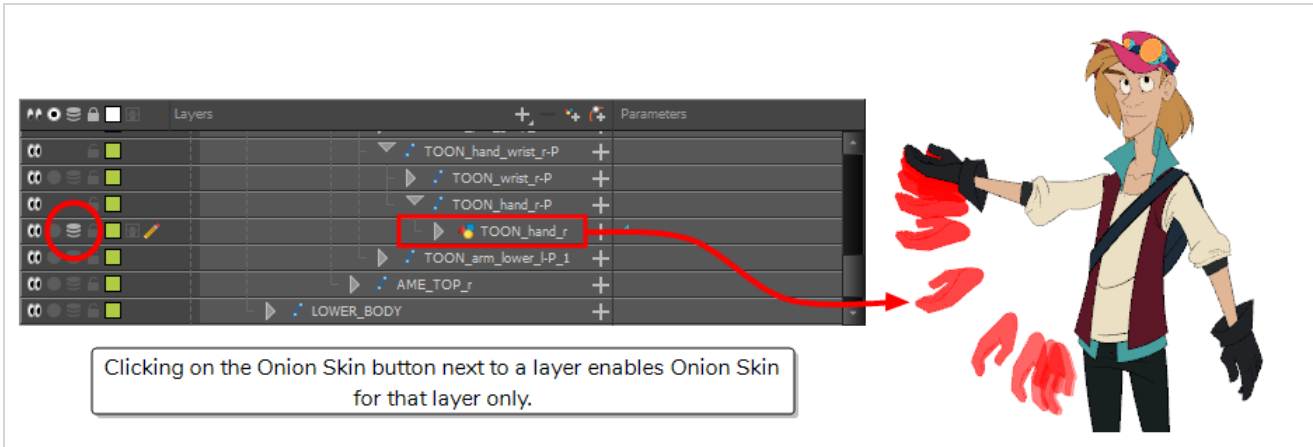 Layers
Parameters
TOON_hand_wrist_r-P
TOON_wrist_r-P
TOON_hand_r-P
TOON_hand_r
TOON_arm_lower_l-P_1
AME_TOP_r
LOWER_BODY
Clicking on the Onion Skin button next to a layer enables Onion Skin
for that layer only.